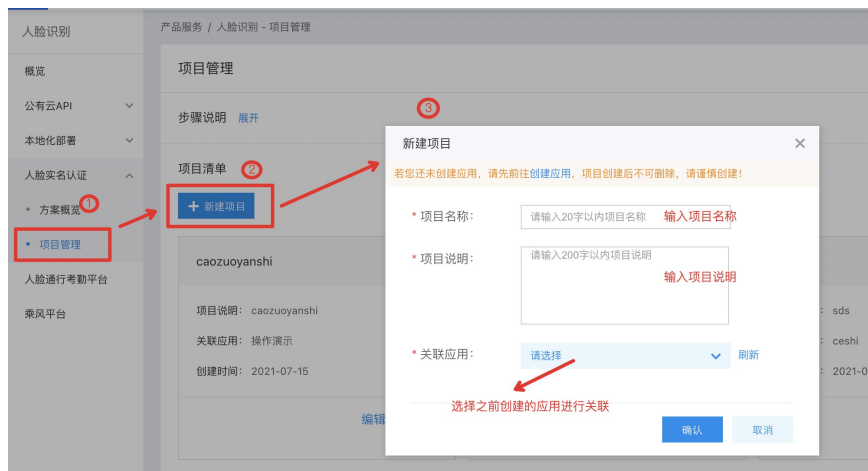 人脸识别
概览
公有云API
本地化部署
人脸实名认证
• 方案概览
①
• 项目管理
人脸通行考勤平台
乘风平台
产品服务 / 人脸识别 - 项目管理
项目管理
步骤说明 展开
③
项目清单 ②
+ 新建项目
caozuoyanshi
项目说明： caozuoyanshi
关联应用： 操作演示
创建时间： 2021-07-15
编辑
新建项目
若您还未创建应用，请先前往创建应用，项目创建后不可删除，请谨慎创建！
* 项目名称： 请输入20字以内项目名称 输入项目名称
* 项目说明： 请输入200字以内项目说明
输入项目说明
* 关联应用： 请选择 刷新
选择之前创建的应用进行关联
确认 取消
： sds
： ceshi
： 2021-0